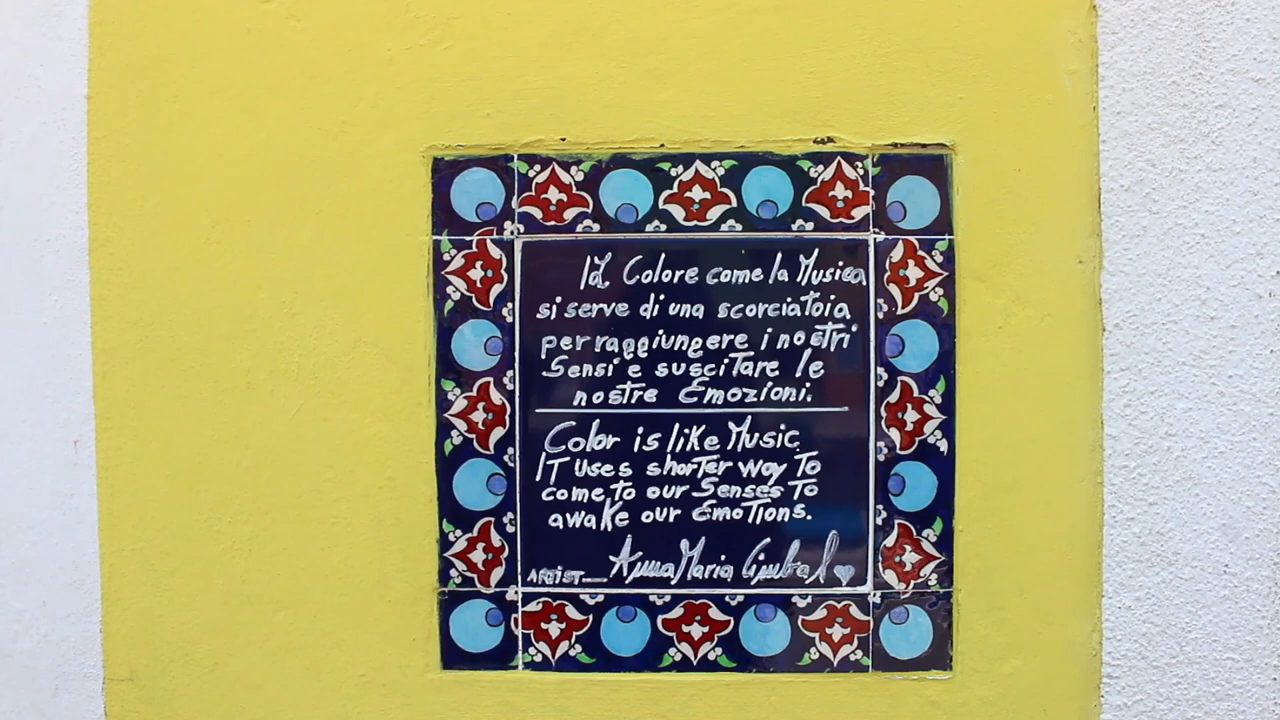 Il Colore come la Musica
si serve di una scorciatoia
per raggiungere i nostri
Sensi e suscitare le
nostre Emozioni.
Color is like Music
IT Uses shorter way To
come to our Senses To
awake our EmoTions.
ARTiST AnnaMaria